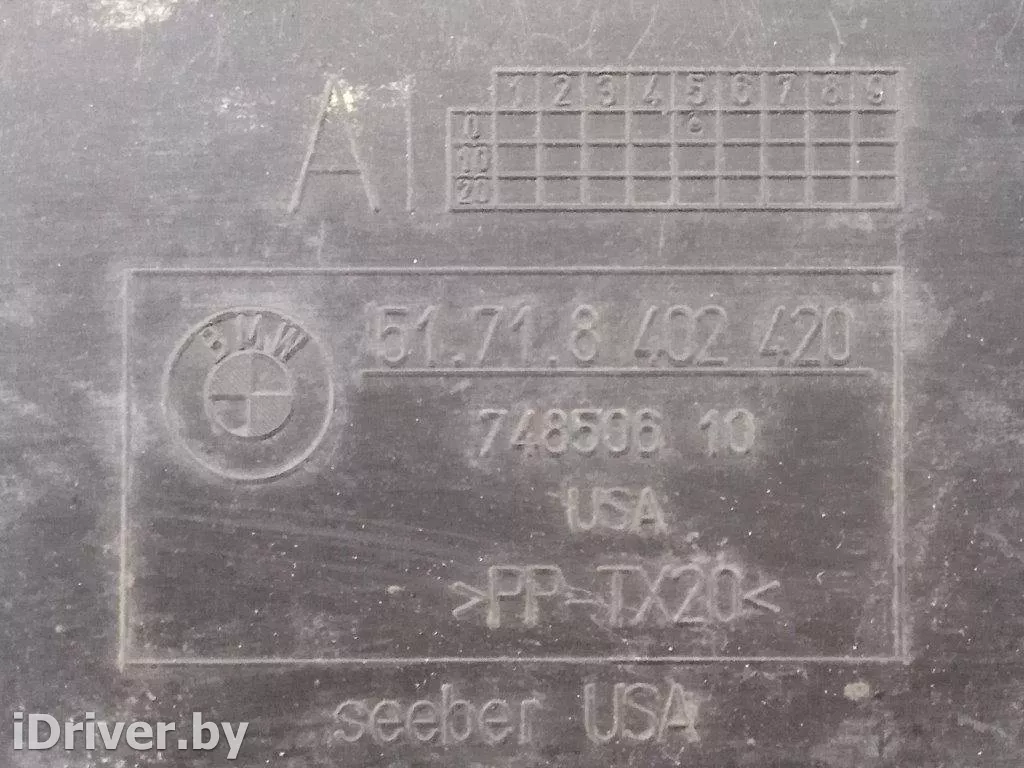 AI
1 2 3 4 5 6 7 8 9
0
10
20
BMW
51.71.8 402 420
748506 10
USA
>PP-TX20<
seeber USA
iDriver.by